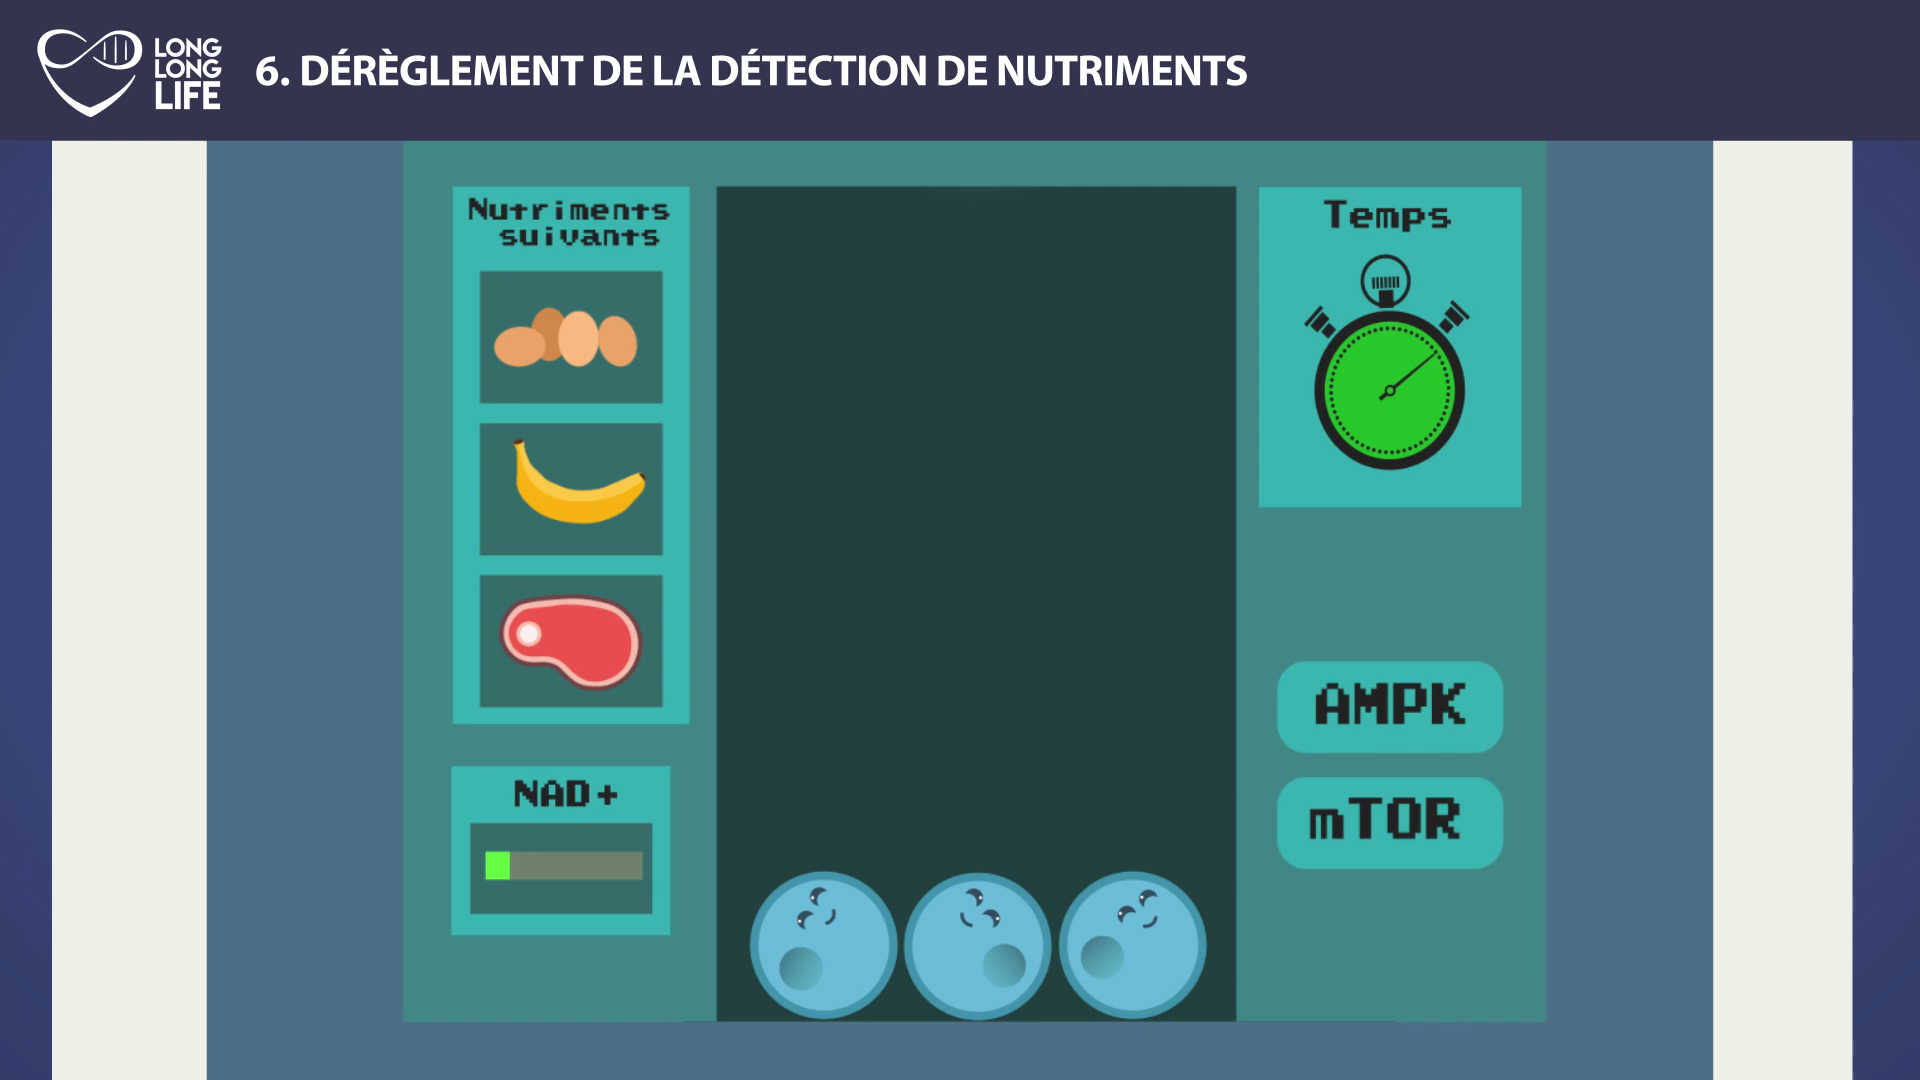 LONG
LONG
LIFE
6. DÉRÈGLEMENT DE LA DÉTECTION DE NUTRIMENTS
Nutriments
suivants
Temps
AMPK
mTOR
NAD+